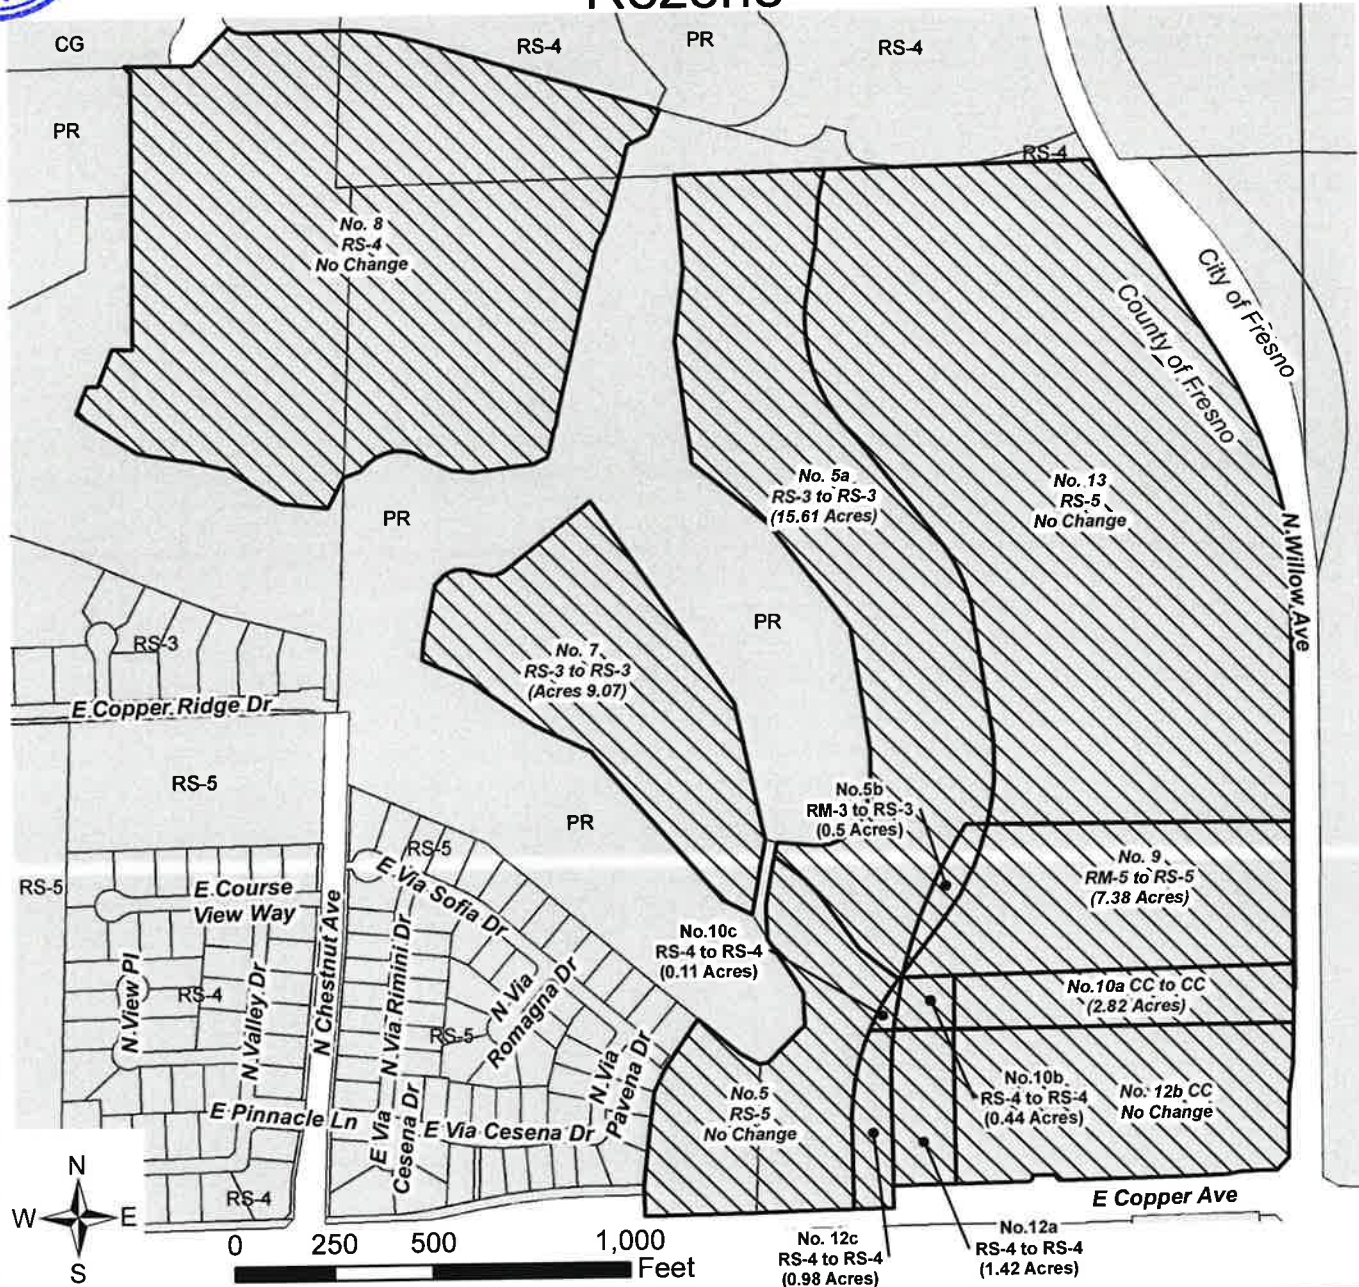 CG
RS-4
PR
RS-4
PR
RS-4
No. 8
RS-4
No Change
City of Fresno
County of Fresno
No. 5a
RS-3 to RS-3
(15.61 Acres)
No. 13
RS-5
No Change
PR
N Willow Ave
PR
RS-3
No. 7
RS-3 to RS-3
(Acres 9.07)
E Copper Ridge Dr
RS-5
No.5b
RM-3 to RS-3
(0.5 Acres)
PR
RS-5
E Via Sofia Dr
No. 9
RM-5 to RS-5
(7.38 Acres)
RS-5
E Course
View Way
N Chestnut Ave
N Via Rimini Dr
No.10c
RS-4 to RS-4
(0.11 Acres)
N View Pl
RS-4
N Valley Dr
N Via
Romagna Dr
RS-5
No.10a CC to CC
(2.82 Acres)
N Via
Pavena Dr
No.5
RS-5
No Change
No.10b
RS-4 to RS-4
(0.44 Acres)
No. 12b CC
No Change
E Pinnacle Ln
E Via
Cesena Dr
E Via Cesena Dr
RS-4
E Copper Ave
N
W
E
S
0
250
500
1,000
Feet
No. 12c
RS-4 to RS-4
(0.98 Acres)
No.12a
RS-4 to RS-4
(1.42 Acres)